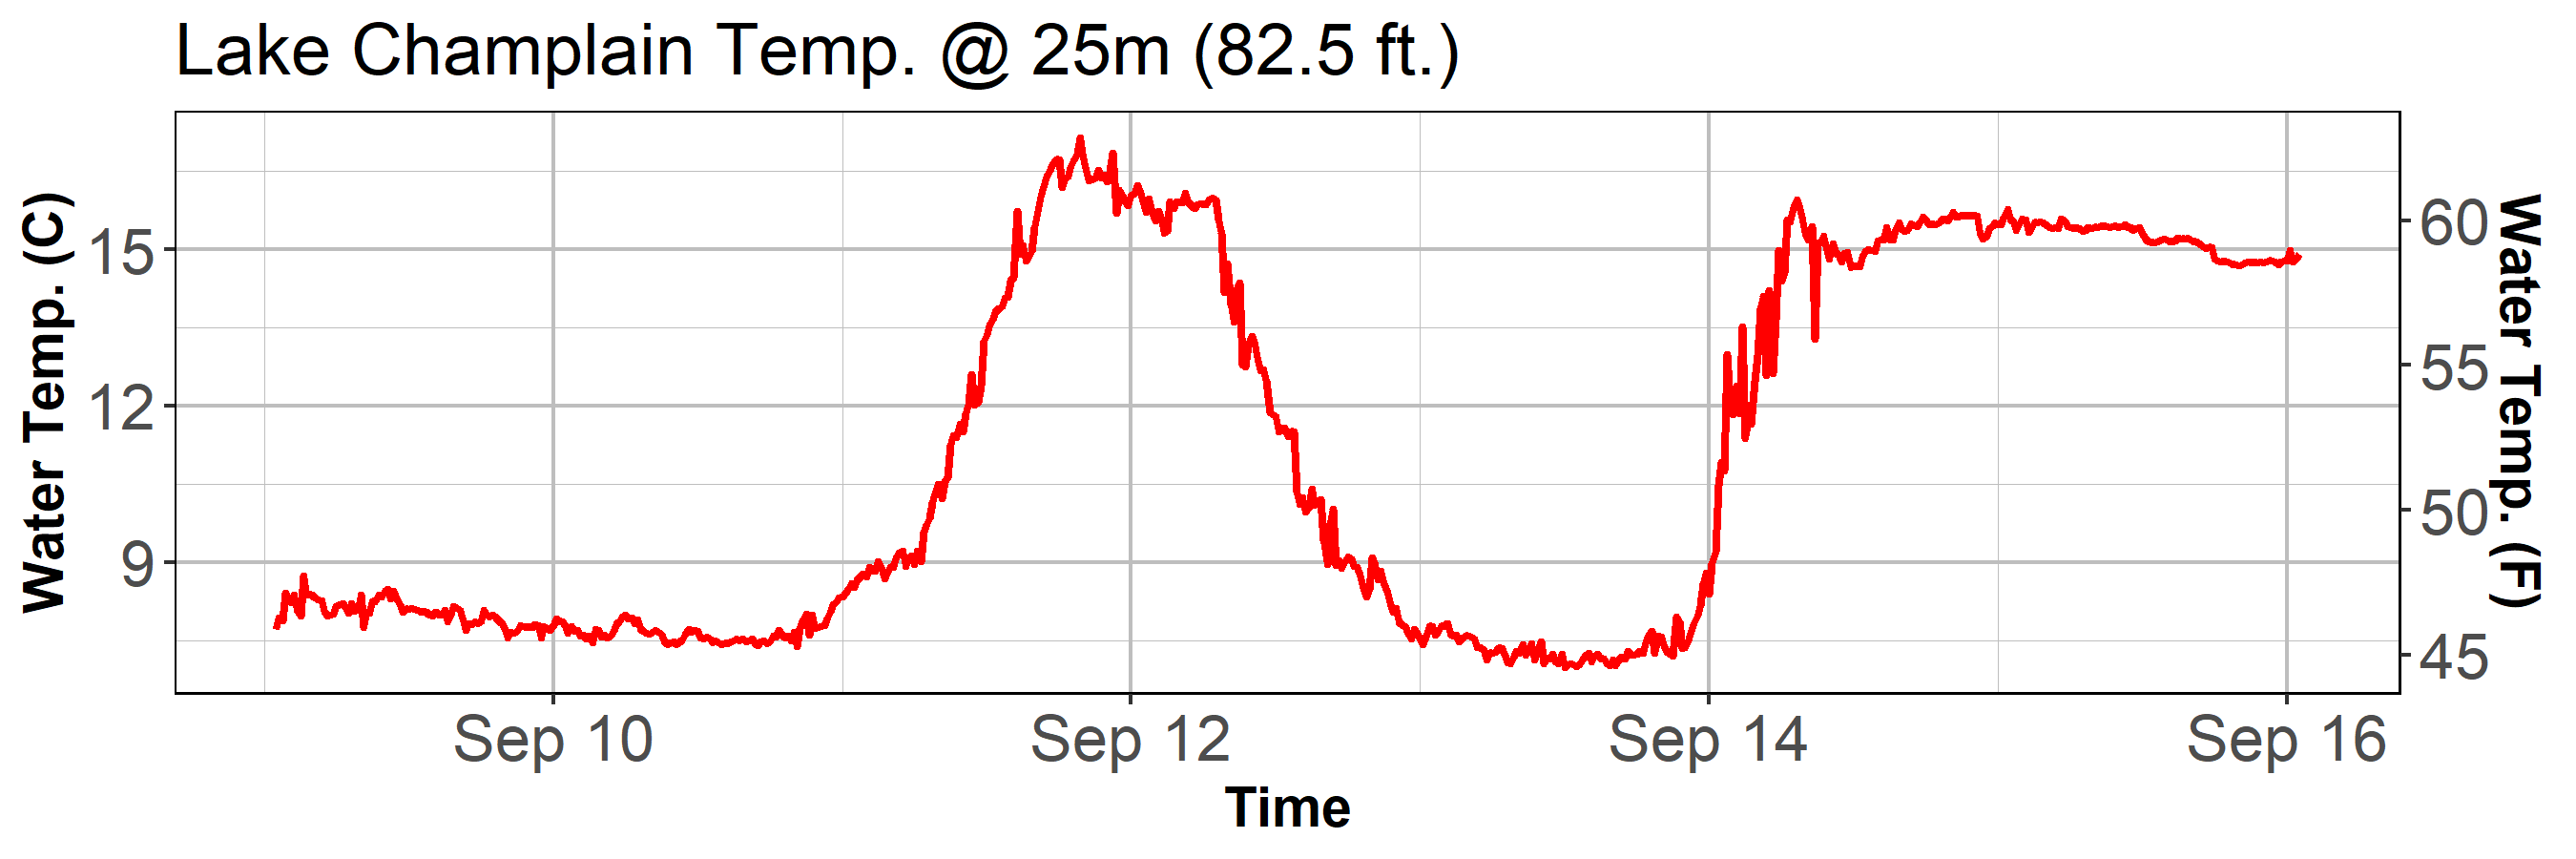 Lake Champlain Temp. @ 25m (82.5 ft.)
Water Temp. (C)
15
12
9
60
55
50
45
Water Temp. (F)
Sep 10
Sep 12
Sep 14
Sep 16
Time